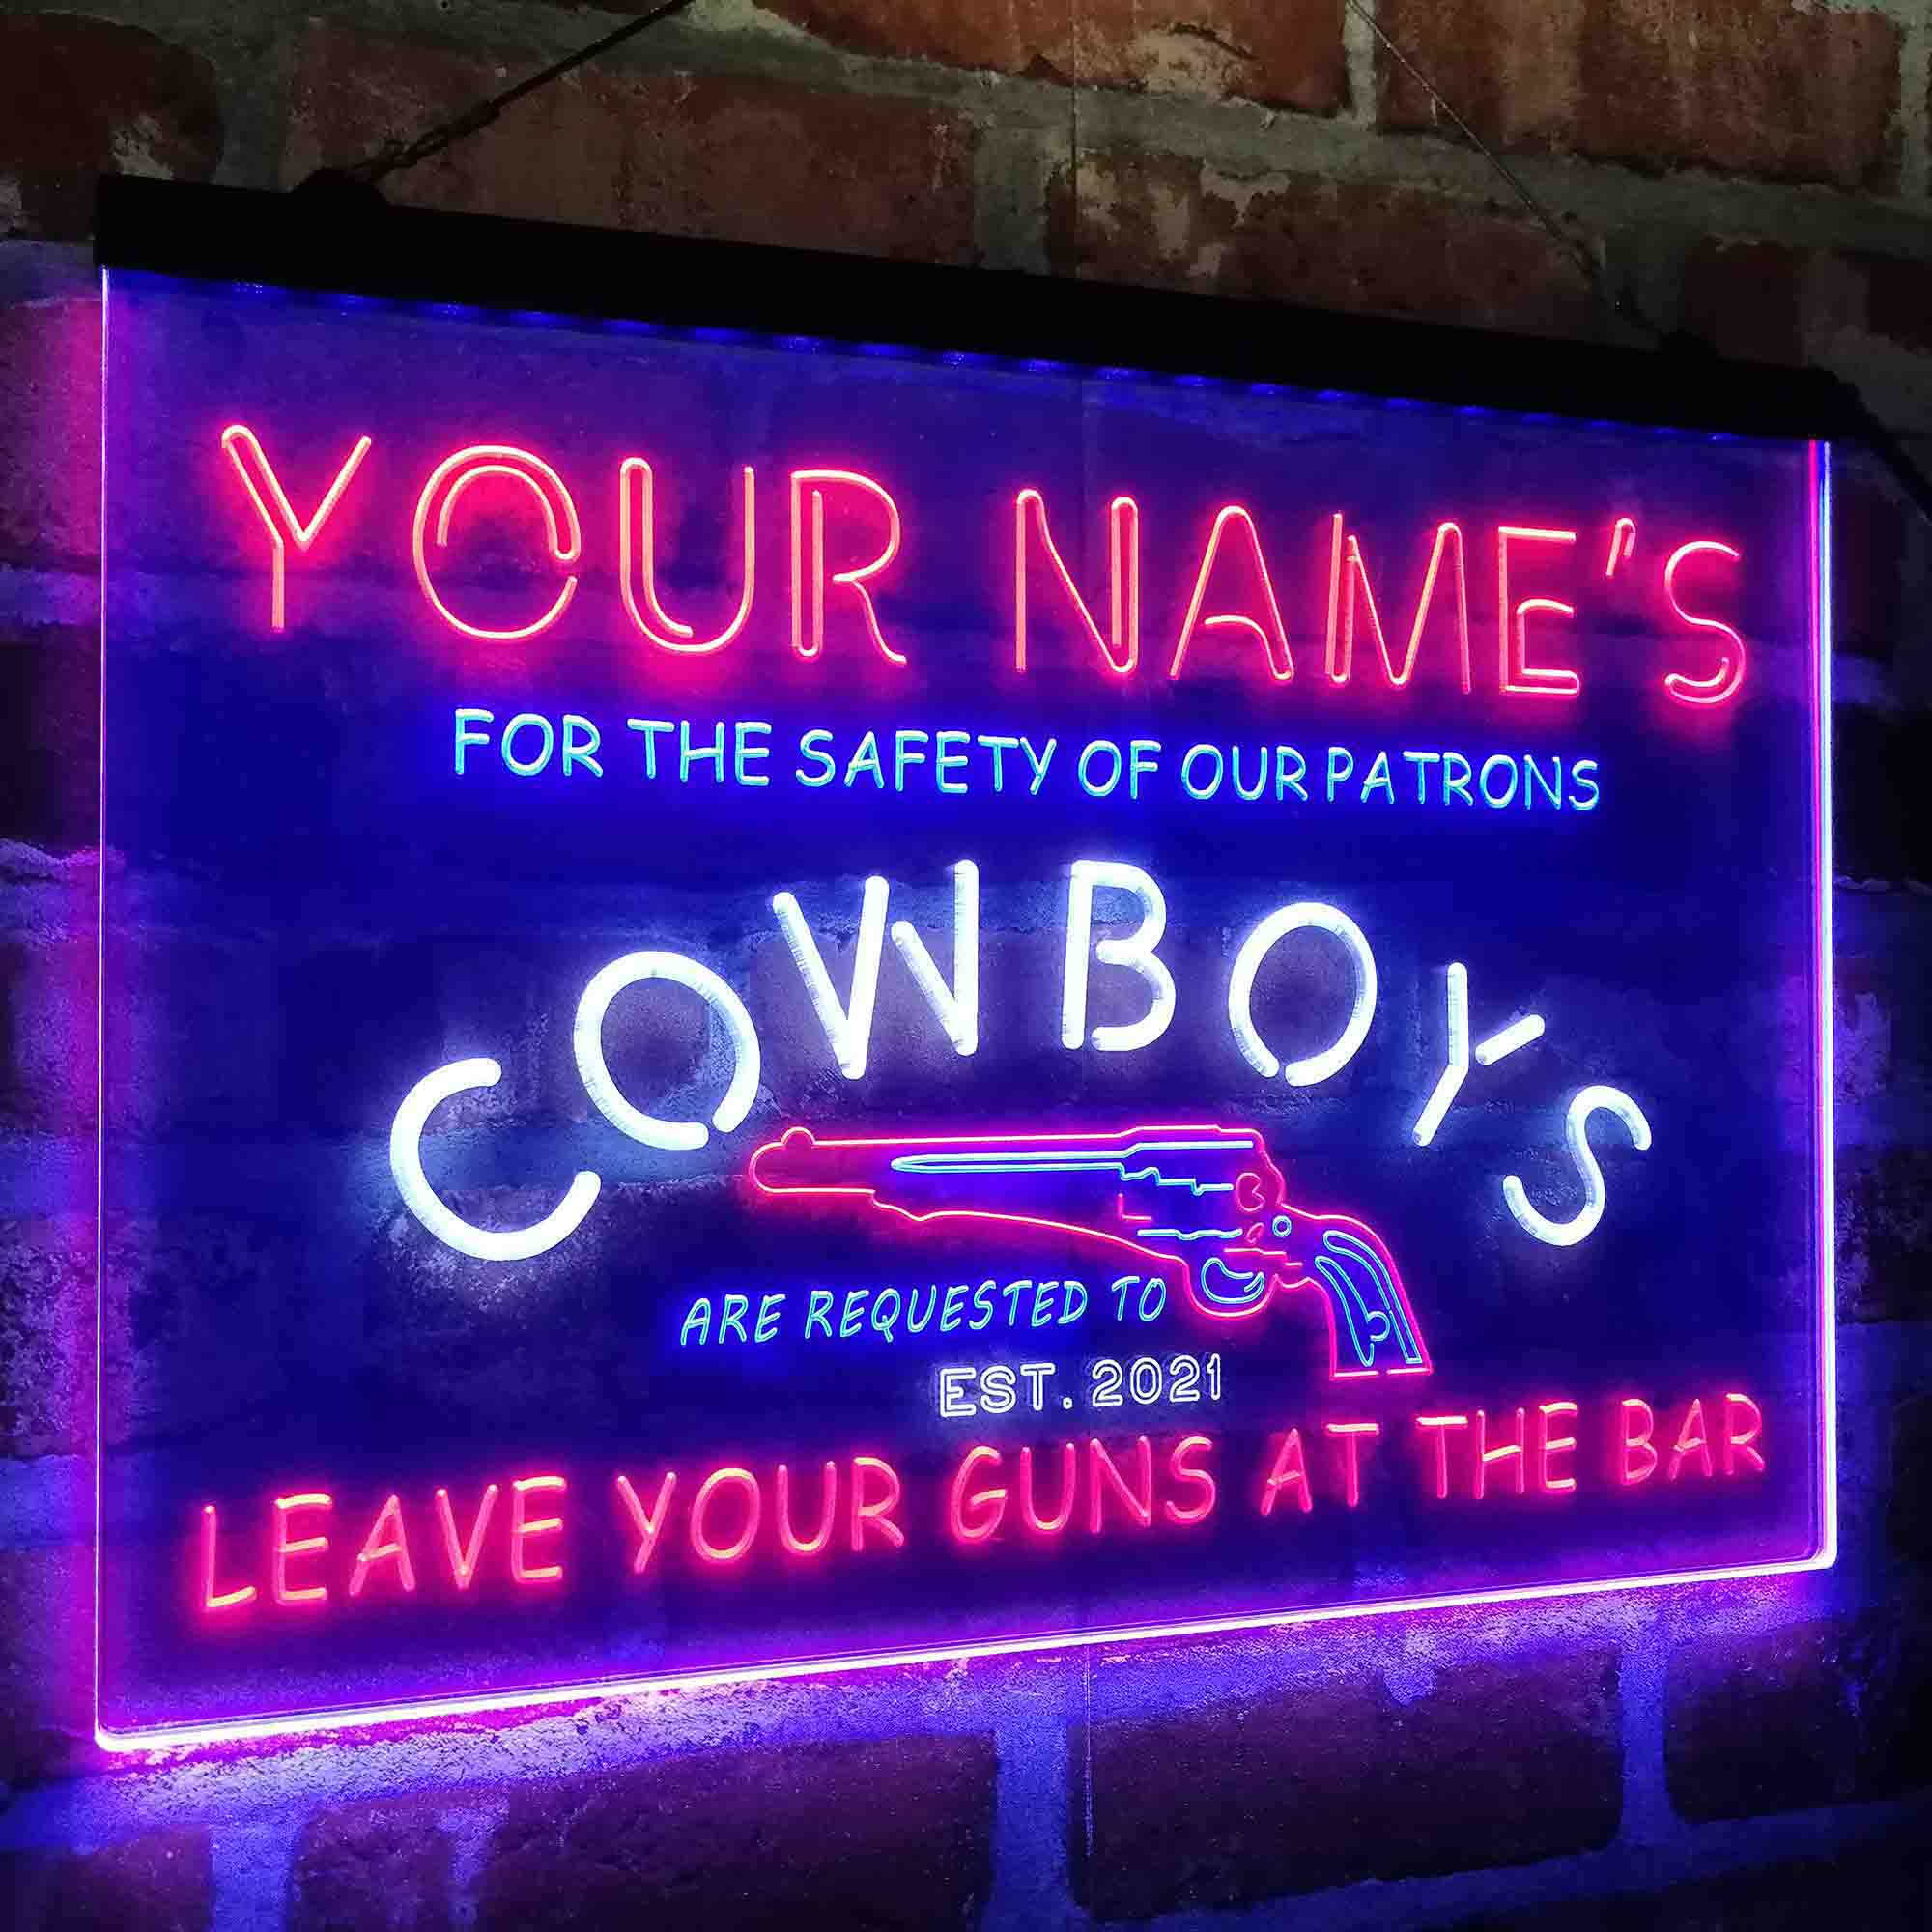 YOUR NAME'S
FOR THE SAFETY OF OUR PATRONS
COWBOYS
ARE REQUESTED TO
EST. 2021
LEAVE YOUR GUNS AT THE BAR